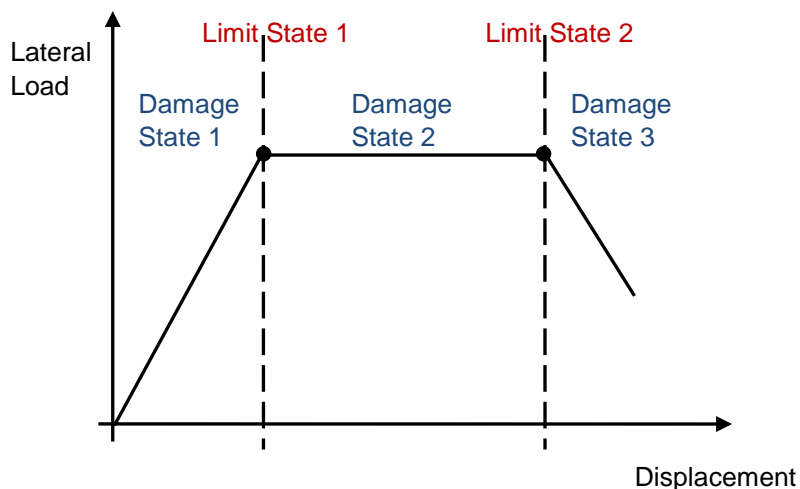 Limit State 1
Limit State 2
Lateral
Load
Damage
State 1
Damage
State 2
Damage
State 3
Displacement